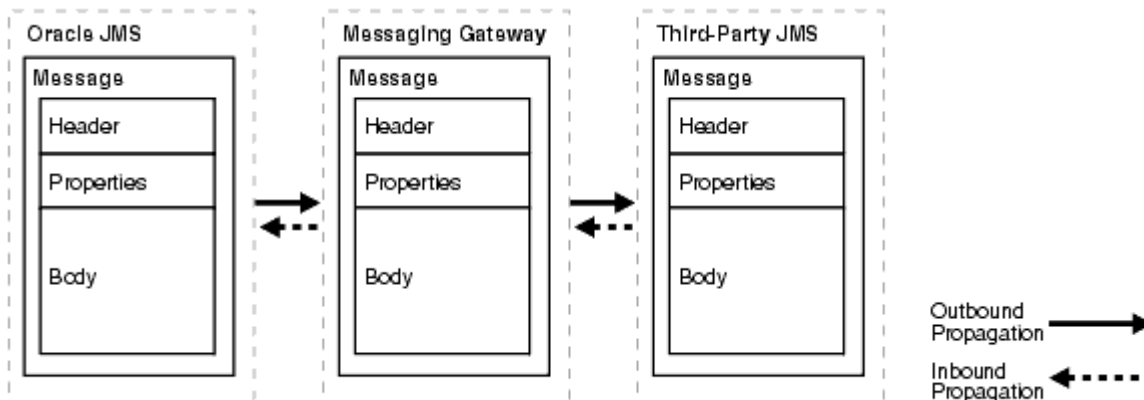 Oracle JMS
Message
Header
Properties
Body
Messaging Gateway
Message
Header
Properties
Body
Third-Party JMS
Message
Header
Properties
Body
Outbound
Propagation
Inbound
Propagation